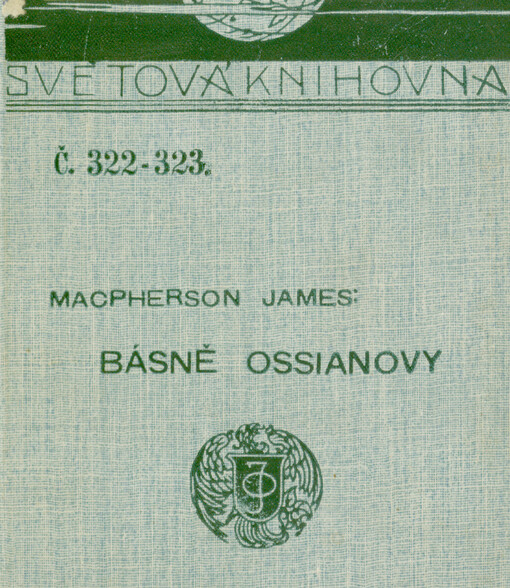 SVĚTOVÁ KNIHOVNA
Č. 322-323.
MACPHERSON JAMES:
BÁSNĚ OSSIANOVY